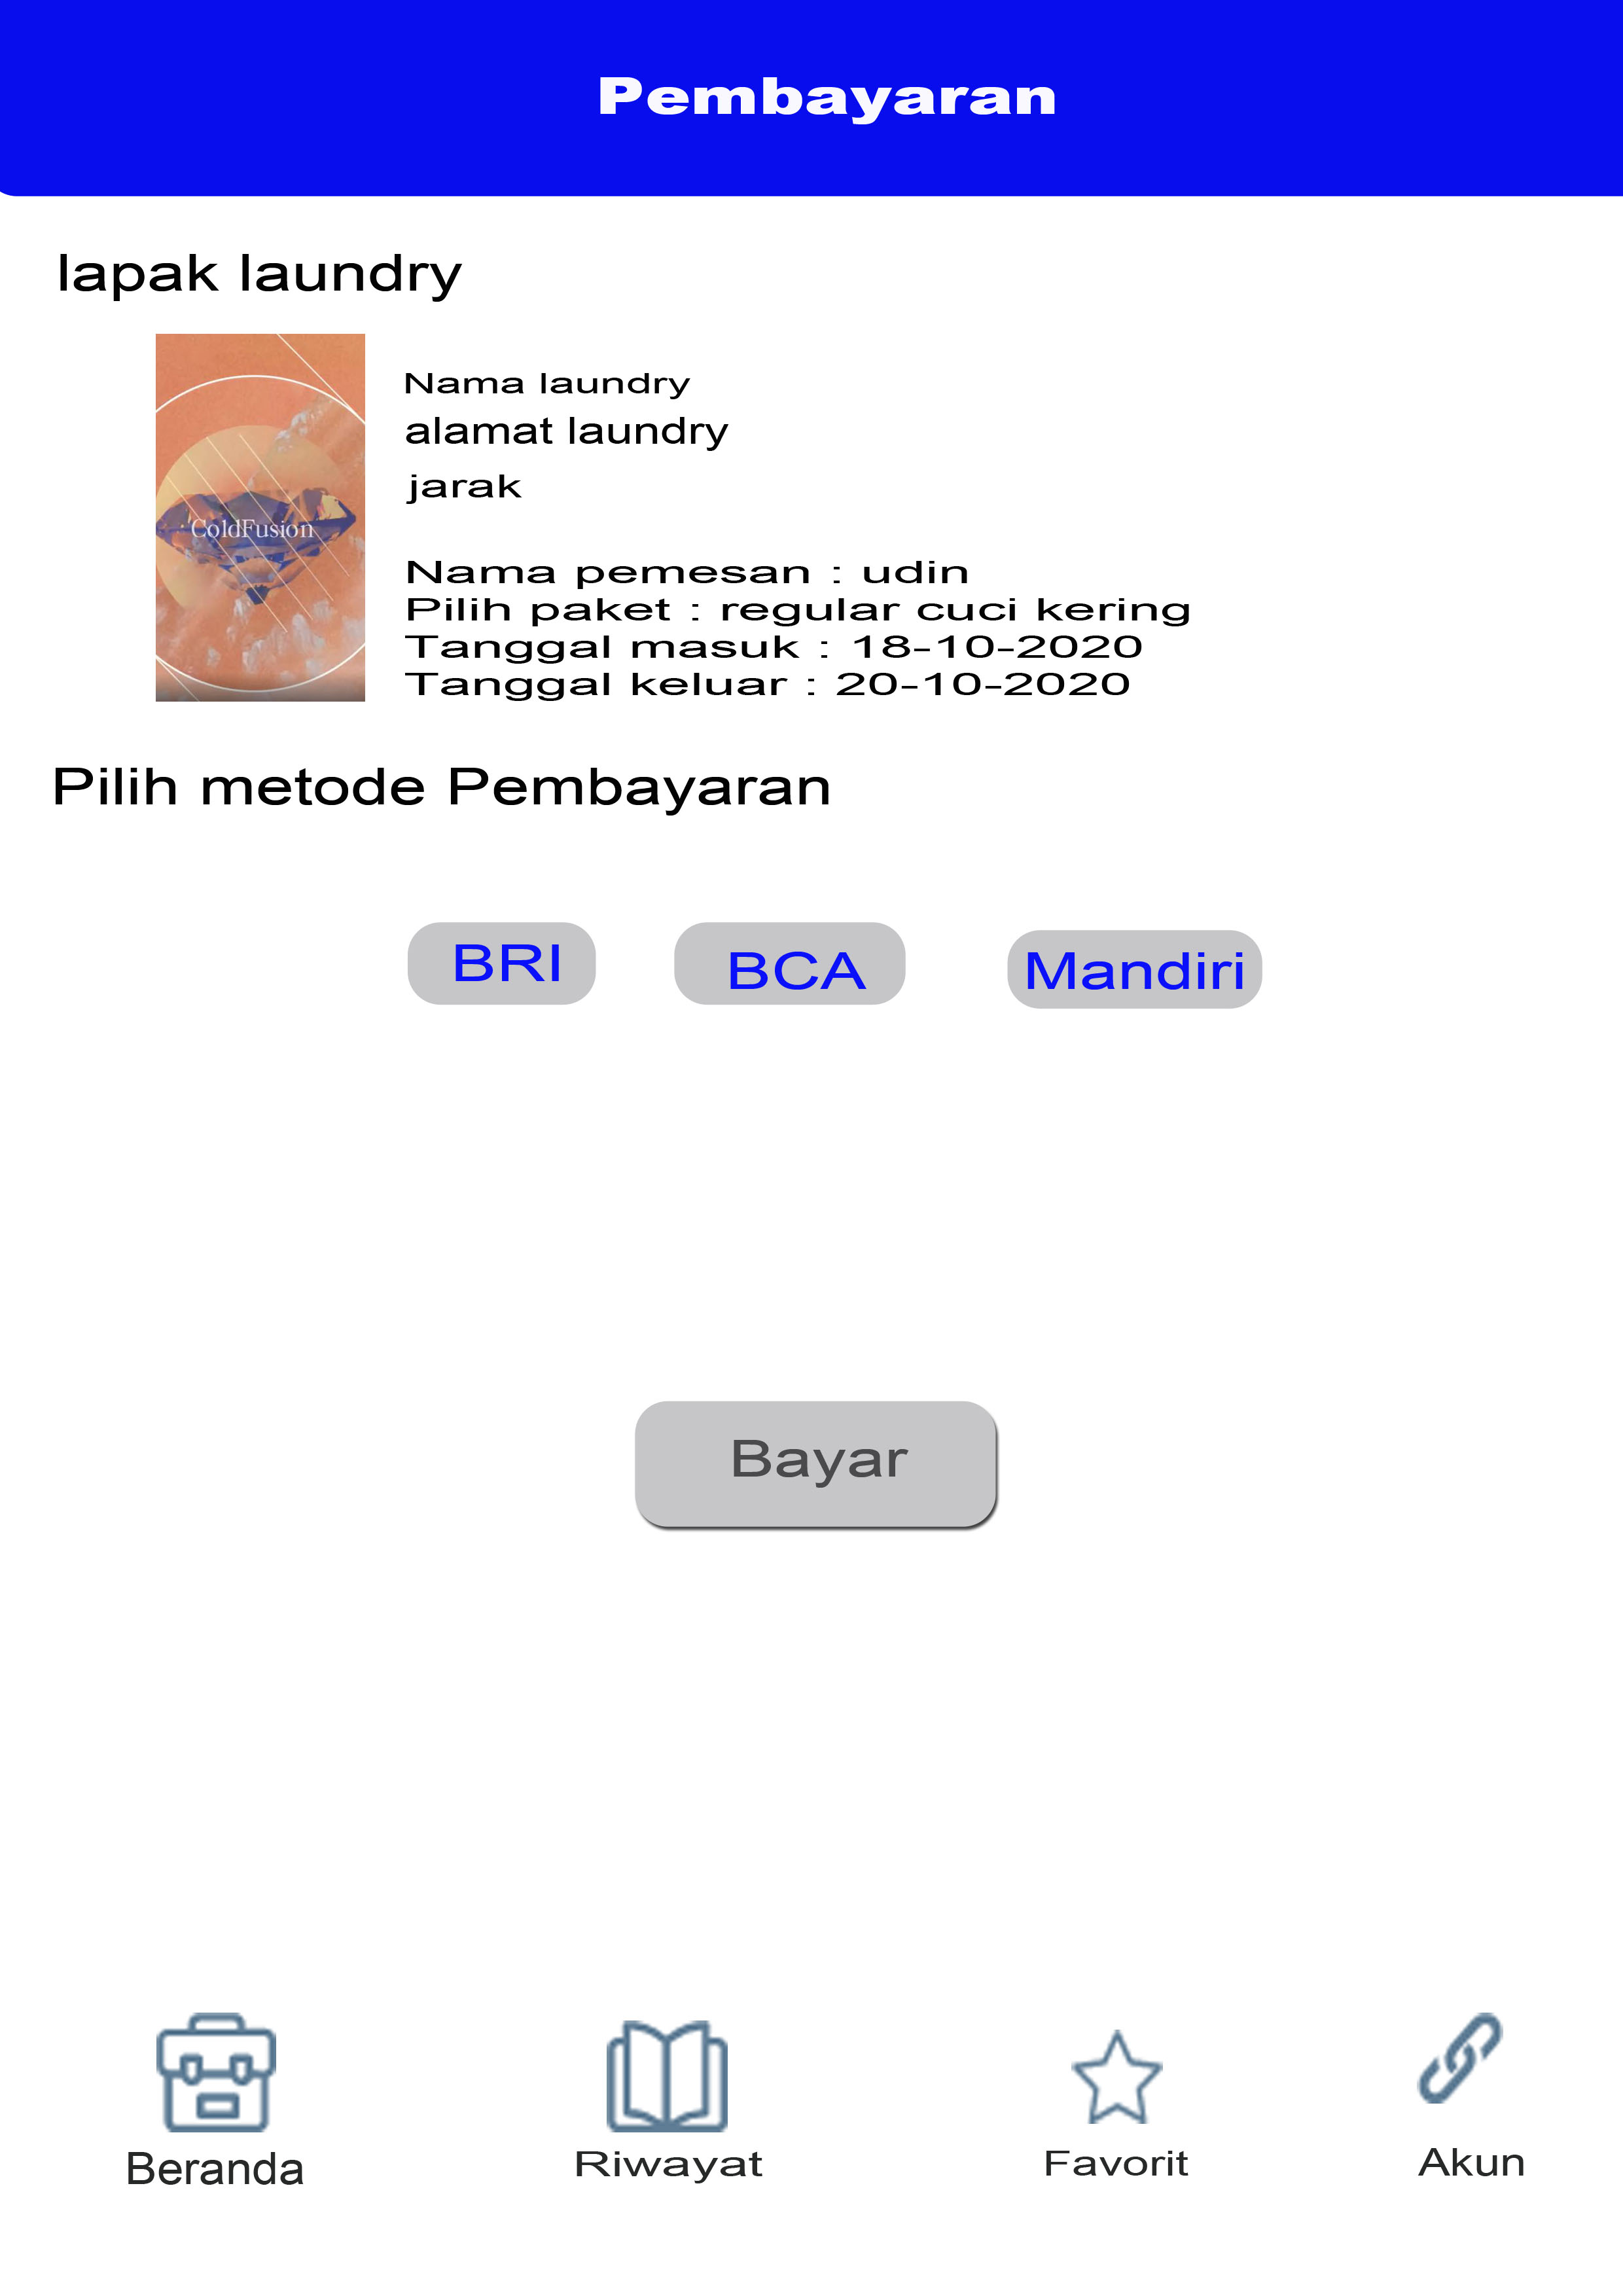 Pembayaran
lapak laundry
Nama laundry
alamat laundry
jarak
ColdFusion
Nama pemesan : udin
Pilih paket : regular cuci kering
Tanggal masuk : 18-10-2020
Tanggal keluar : 20-10-2020
Pilih metode Pembayaran
BRI BCA Mandiri
Bayar
Beranda Riwayat Favorit Akun